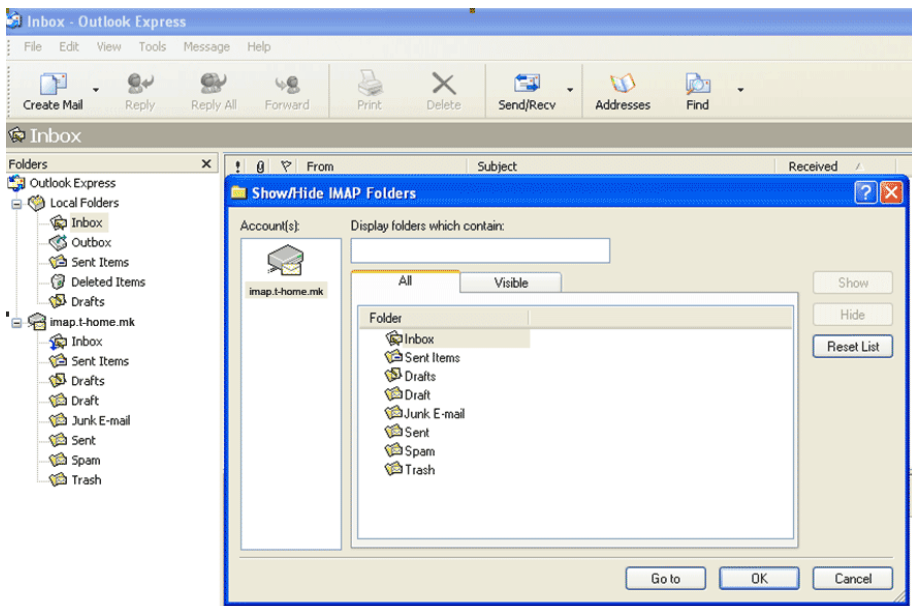 Inbox - Outlook Express
File Edit View Tools Message Help
Create Mail Reply Reply All Forward Print Delete Send/Recv Addresses Find
Inbox
Folders
Outlook Express
Local Folders
Inbox
Outbox
Sent Items
Deleted Items
Drafts
imap.t-home.mk
Inbox
Sent Items
Drafts
Draft
Junk E-mail
Sent
Spam
Trash
! From Subject Received
Show/Hide IMAP Folders
Account(s): Display folders which contain:
imap.t-home.mk
All Visible
Folder
Inbox
Sent Items
Drafts
Draft
Junk E-mail
Sent
Spam
Trash
Show
Hide
Reset List
Go to OK Cancel